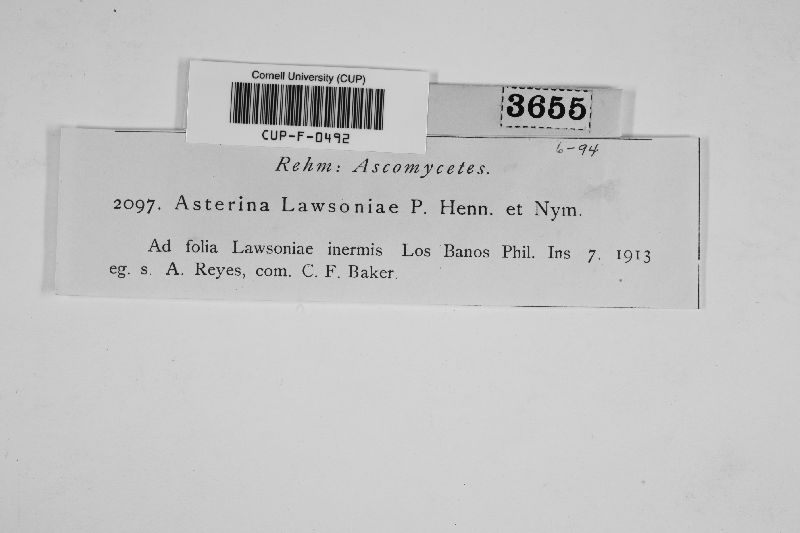 Cornell University (CUP)
CUP-F-0492
3655
6-94
Rehm: Ascomycetes.
2097. Asterina Lawsoniae P. Henn. et Nym.
Ad folia Lawsoniae inermis Los Banos Phil. Ins 7. 1913
eg. s. A. Reyes, com. C. F. Baker.